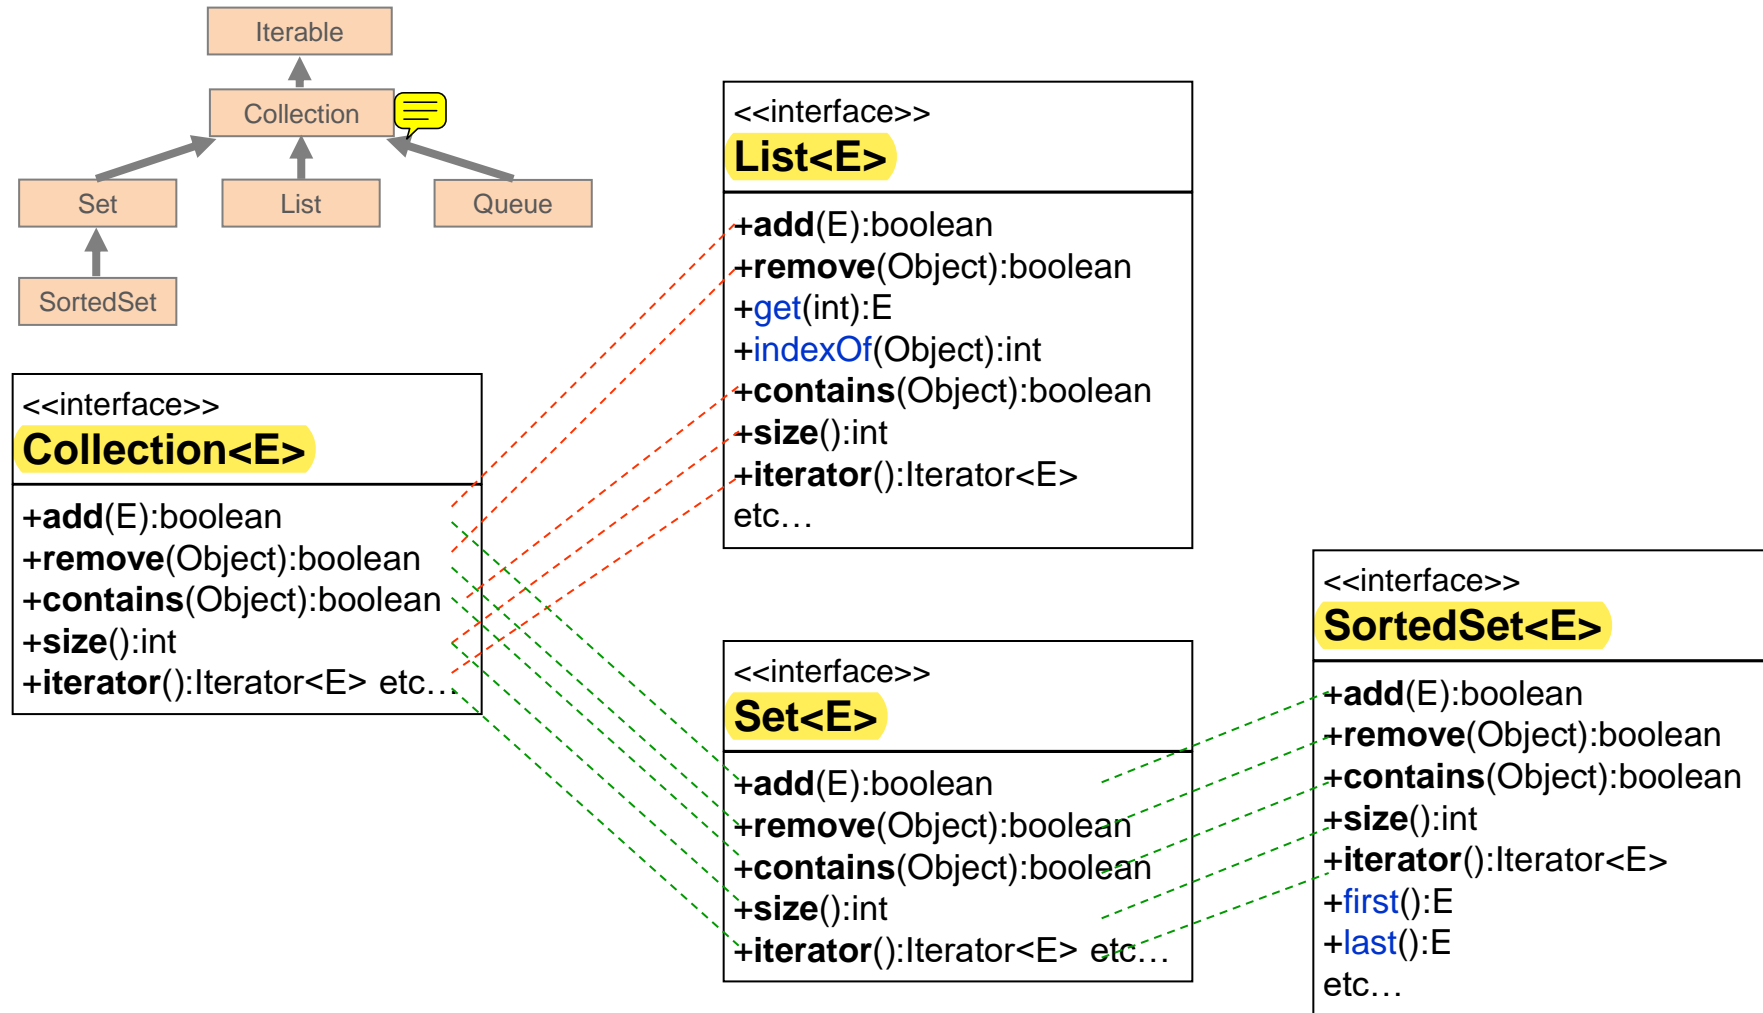 Iterable
Collection
Set
List
Queue
SortedSet
<<interface>>
Collection<E>
+add(E):boolean
+remove(Object):boolean
+contains(Object):boolean
+size():int
+iterator():Iterator<E> etc…
<<interface>>
List<E>
+add(E):boolean
+remove(Object):boolean
+get(int):E
+indexOf(Object):int
+contains(Object):boolean
+size():int
+iterator():Iterator<E>
etc…
<<interface>>
Set<E>
+add(E):boolean
+remove(Object):boolean
+contains(Object):boolean
+size():int
+iterator():Iterator<E> etc…
<<interface>>
SortedSet<E>
+add(E):boolean
+remove(Object):boolean
+contains(Object):boolean
+size():int
+iterator():Iterator<E>
+first():E
+last():E
etc…